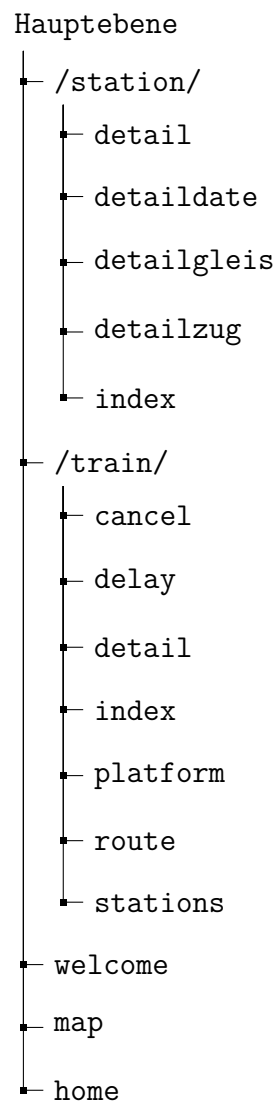 Hauptebene
/station/
detail
detaildate
detailgleis
detailzug
index
/train/
cancel
delay
detail
index
platform
route
stations
welcome
map
home